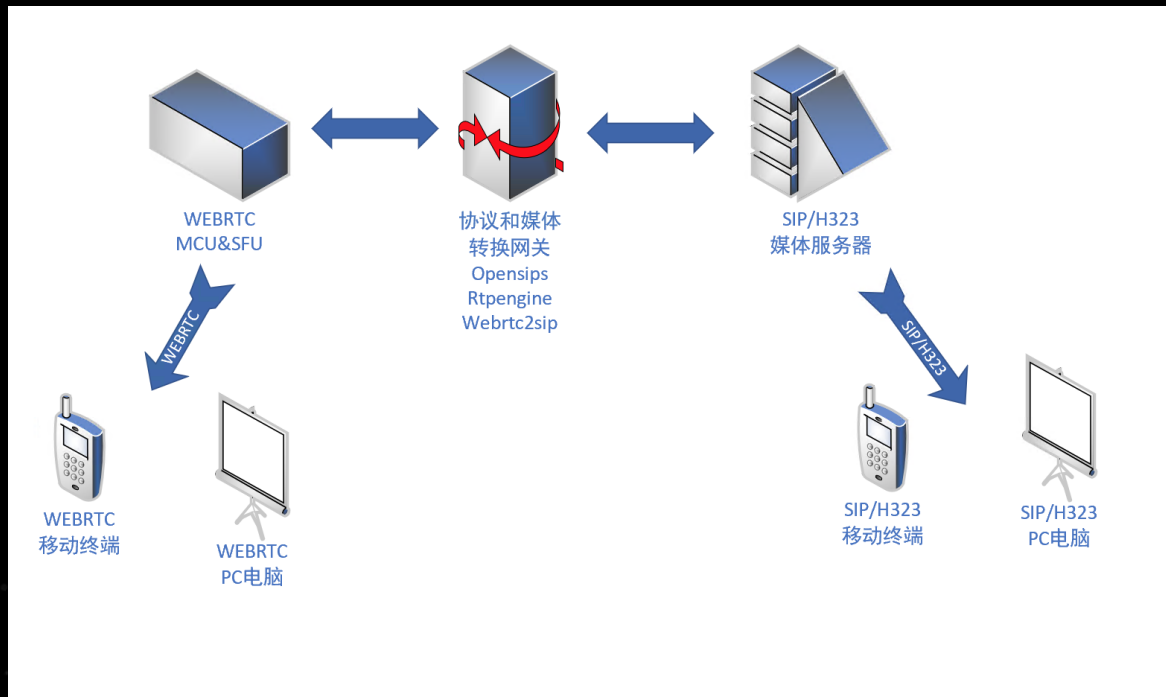 WEBRTC
MCU&SFU
协议和媒体
转换网关
Opensips
Rtpengine
Webrtc2sip
SIP/H323
媒体服务器
WEBRTC
SIP/H323
WEBRTC
移动终端
WEBRTC
PC电脑
SIP/H323
移动终端
SIP/H323
PC电脑